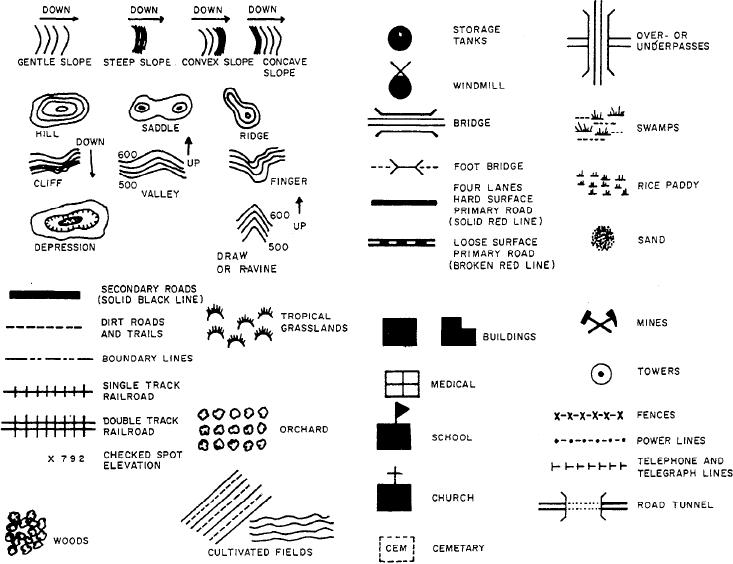 DOWN
DOWN
DOWN
DOWN
GENTLE SLOPE
STEEP SLOPE
CONVEX SLOPE
CONCAVE
SLOPE
HILL
SADDLE
RIDGE
DOWN
600
500
UP
CLIFF
VALLEY
FINGER
DEPRESSION
600
500
UP
DRAW
OR RAVINE
SECONDARY ROADS
(SOLID BLACK LINE)
DIRT ROADS
AND TRAILS
TROPICAL
GRASSLANDS
BOUNDARY LINES
SINGLE TRACK
RAILROAD
DOUBLE TRACK
RAILROAD
ORCHARD
X 792
CHECKED SPOT
ELEVATION
WOODS
CULTIVATED FIELDS
STORAGE
TANKS
WINDMILL
BRIDGE
FOOT BRIDGE
FOUR LANES
HARD SURFACE
PRIMARY ROAD
(SOLID RED LINE)
LOOSE SURFACE
PRIMARY ROAD
(BROKEN RED LINE)
BUILDINGS
MEDICAL
SCHOOL
CHURCH
CEM
CEMETARY
OVER- OR
UNDERPASSES
SWAMPS
RICE PADDY
SAND
MINES
TOWERS
FENCES
POWER LINES
TELEPHONE AND
TELEGRAPH LINES
ROAD TUNNEL